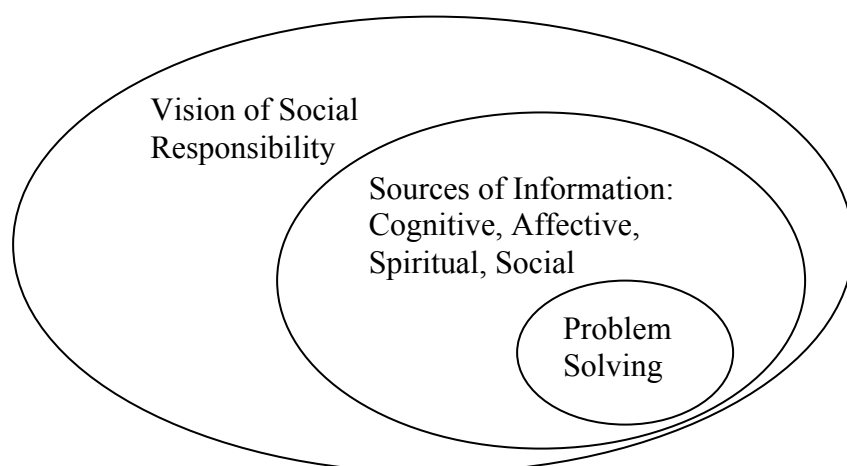 Vision of Social
Responsibility
Sources of Information:
Cognitive, Affective,
Spiritual, Social
Problem
Solving